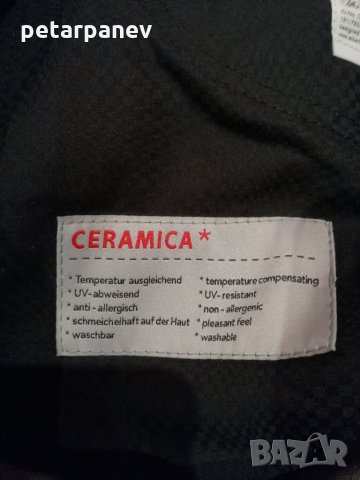 petarpanev
CERAMICA*
* Temperatur ausgleichend
* UV-abweisend
* anti-allergisch
* schmeichelhaft auf der Haut
* waschbar
* temperature compensating
* UV-resistant
* non-allergenic
* pleasant feel
* washable
BAZAR